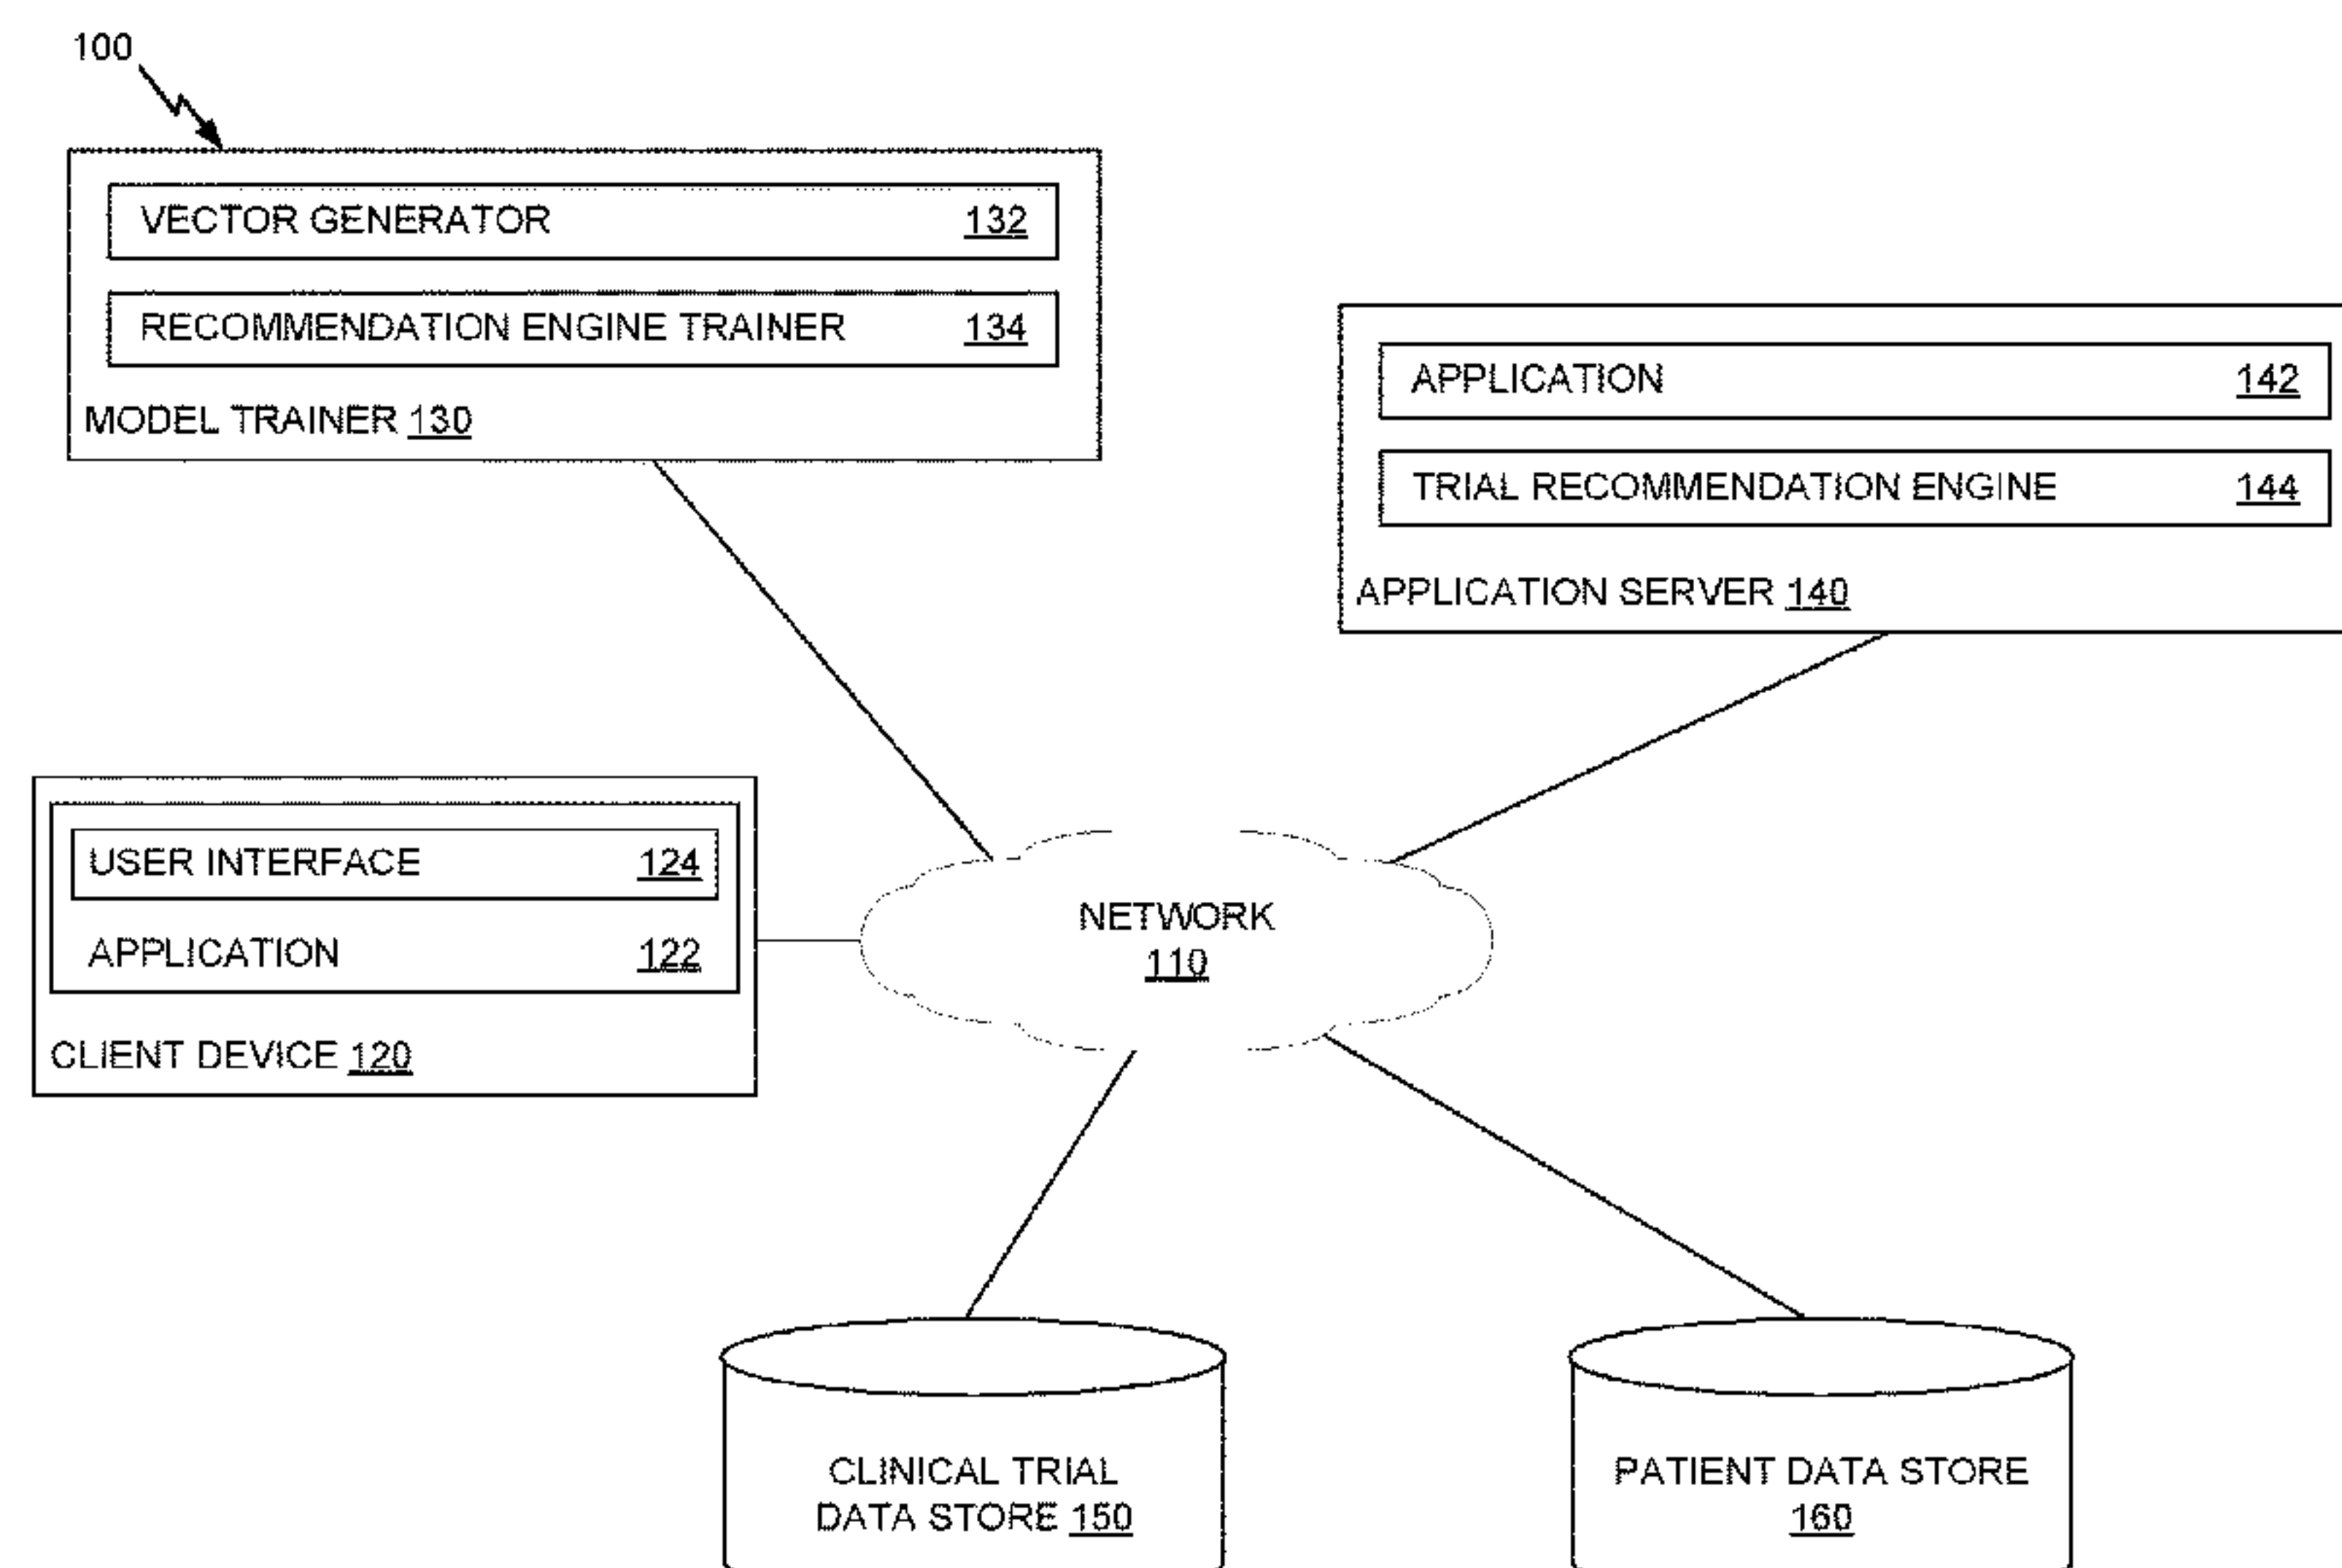 100
VECTOR GENERATOR 132
RECOMMENDATION ENGINE TRAINER 134
MODEL TRAINER 130
APPLICATION 142
TRIAL RECOMMENDATION ENGINE 144
APPLICATION SERVER 140
USER INTERFACE 124
APPLICATION 122
CLIENT DEVICE 120
NETWORK
110
CLINICAL TRIAL
DATA STORE 150
PATIENT DATA STORE
160